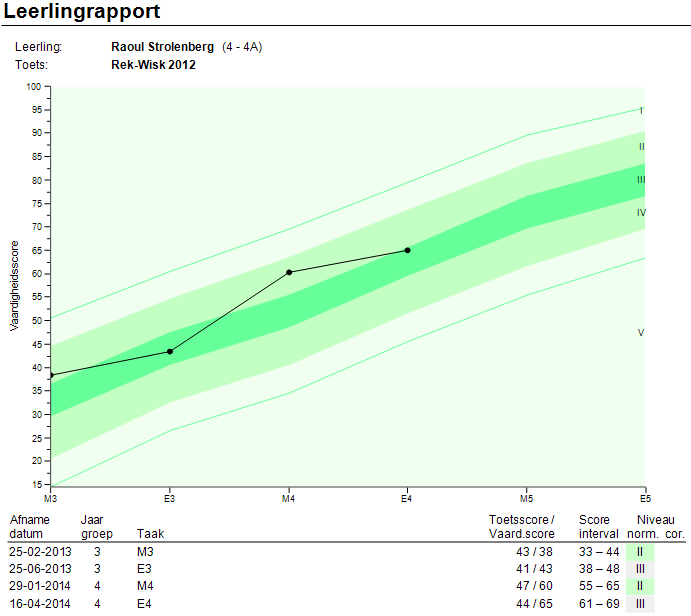 Leerlingrapport
Leerling: Raoul Strolenberg (4 - 4A)
Toets: Rek-Wisk 2012
Vaardigheidsscore
100
95
90
85
80
75
70
65
60
55
50
45
40
35
30
25
20
15
I
II
III
IV
V
M3 E3 M4 E4 M5 E5
Afname Jaar Toetsscore / Score Niveau
datum groep Taak Vaard.score interval norm. cor.
25-02-2013 3 M3 43 / 38 33 – 44 II
25-06-2013 3 E3 41 / 43 38 – 48 III
29-01-2014 4 M4 47 / 60 55 – 65 II
16-04-2014 4 E4 44 / 65 61 – 69 III